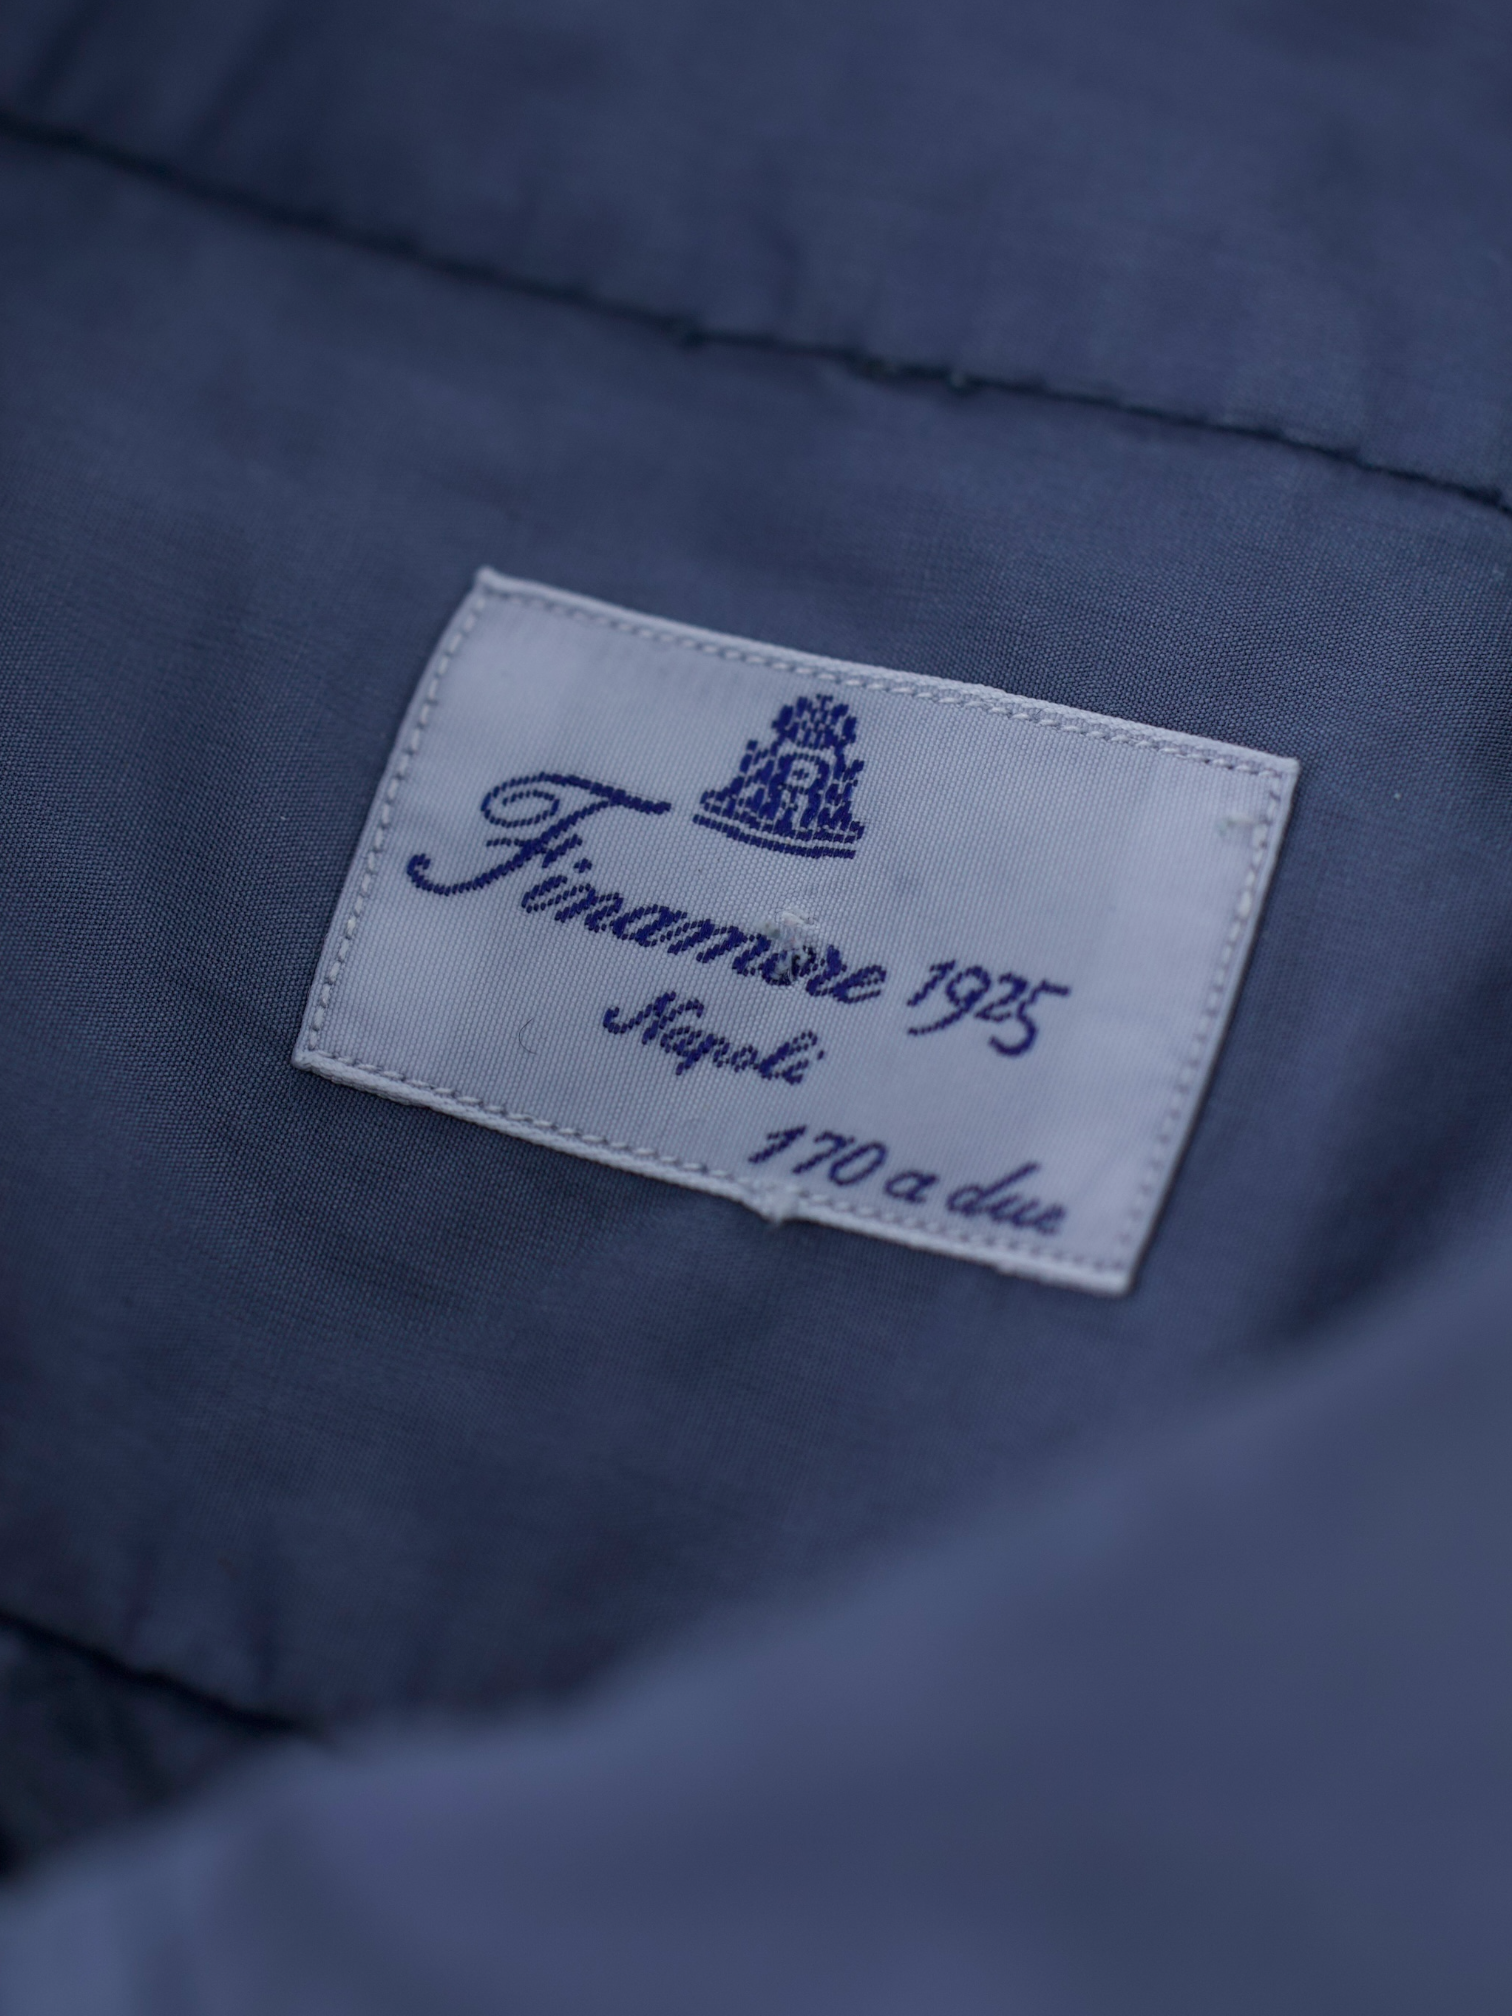 R
Finamore 1925
Napoli
170 a due